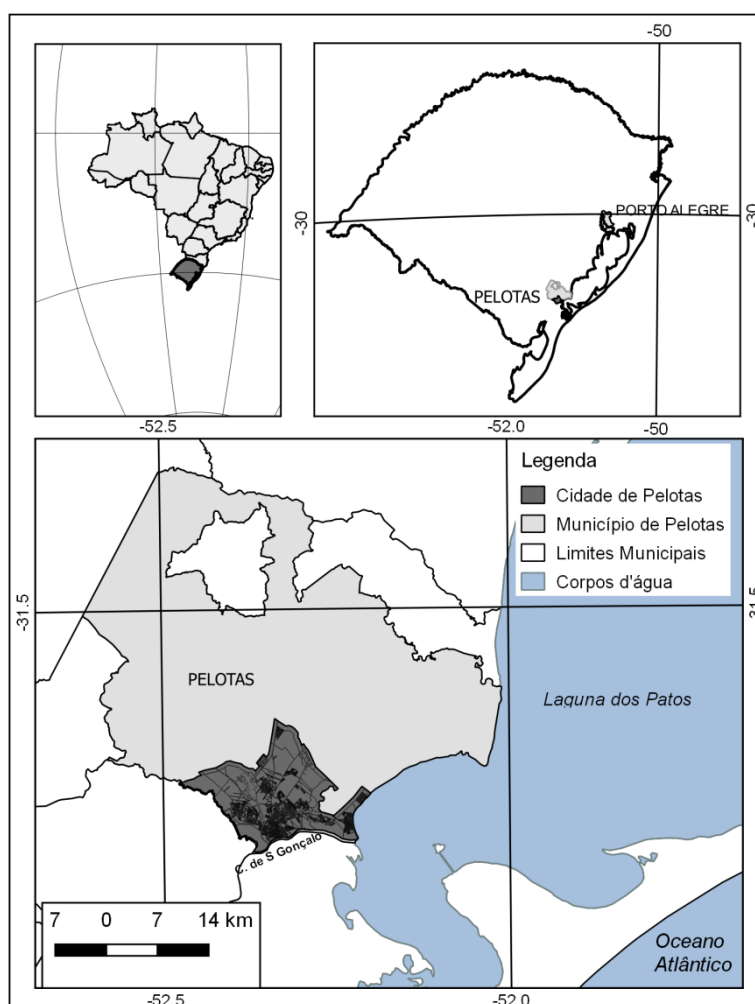 -50
-30
PORTO ALEGRE
-30
PELOTAS
-52.5
-52.0
-50
Legenda
Cidade de Pelotas
Município de Pelotas
Limites Municipais
Corpos d'água
-31.5
-31.5
PELOTAS
Laguna dos Patos
C. de S Gonçalo
7 0 7 14 km
Oceano
Atlântico
-52.5
-52.0